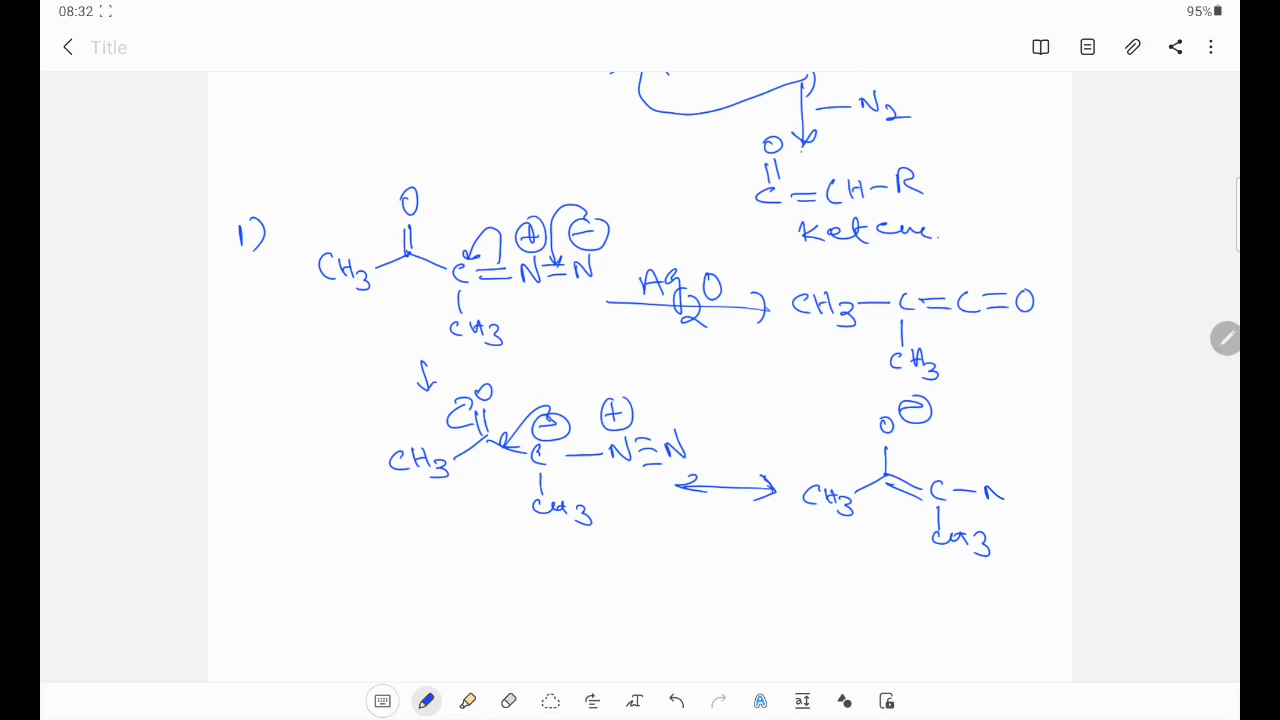 08:32
95%
Title
— N2
O
C = CH-R
Ketene.
1)
O
CH3 C = N = N
+ −
CH3
Ag2O
CH3 — C = C = O
CH3
O
CH3 C — N ≡ N
− +
CH3
O −
CH3 C — N
CH3